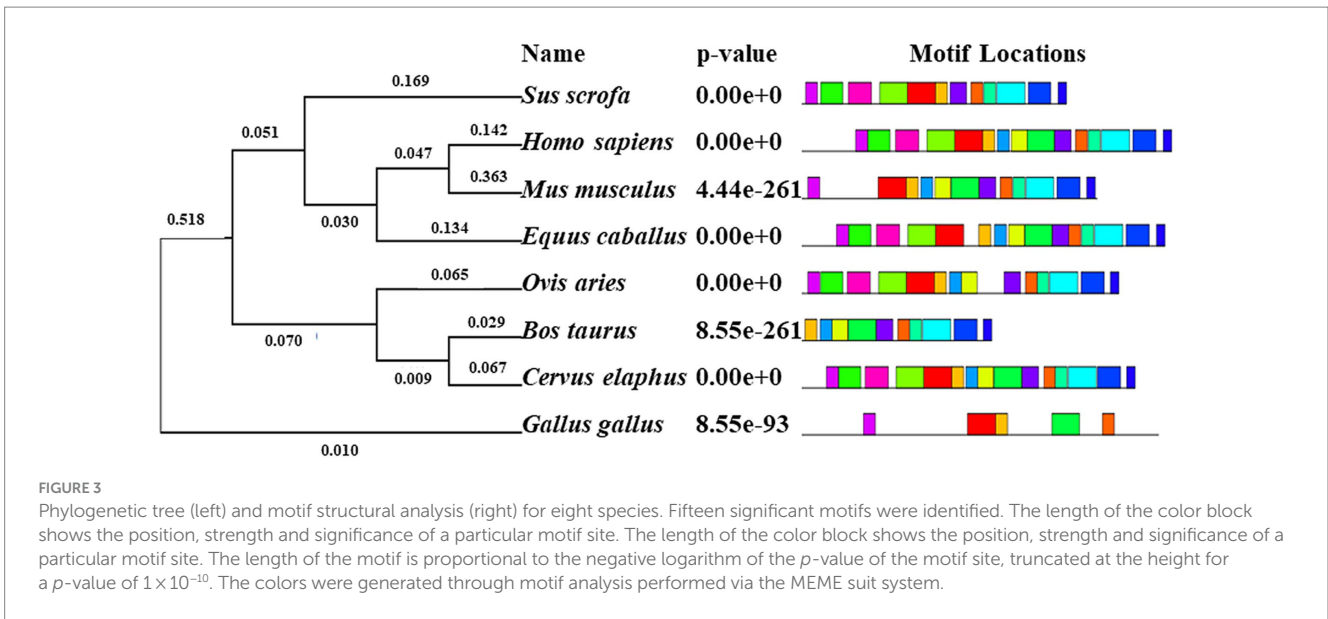 Name p-value Motif Locations
0.169 Sus scrofa 0.00e+0
0.051
0.142 Homo sapiens 0.00e+0
0.047
0.363 Mus musculus 4.44e-261
0.518 0.030
0.134 Equus caballus 0.00e+0
0.065 Ovis aries 0.00e+0
0.029 Bos taurus 8.55e-261
0.070
0.009 0.067 Cervus elaphus 0.00e+0
Gallus gallus 8.55e-93
0.010
FIGURE 3
Phylogenetic tree (left) and motif structural analysis (right) for eight species. Fifteen significant motifs were identified. The length of the color block
shows the position, strength and significance of a particular motif site. The length of the color block shows the position, strength and significance of a
particular motif site. The length of the motif is proportional to the negative logarithm of the p-value of the motif site, truncated at the height for
a p-value of 1×10⁻¹⁰. The colors were generated through motif analysis performed via the MEME suit system.